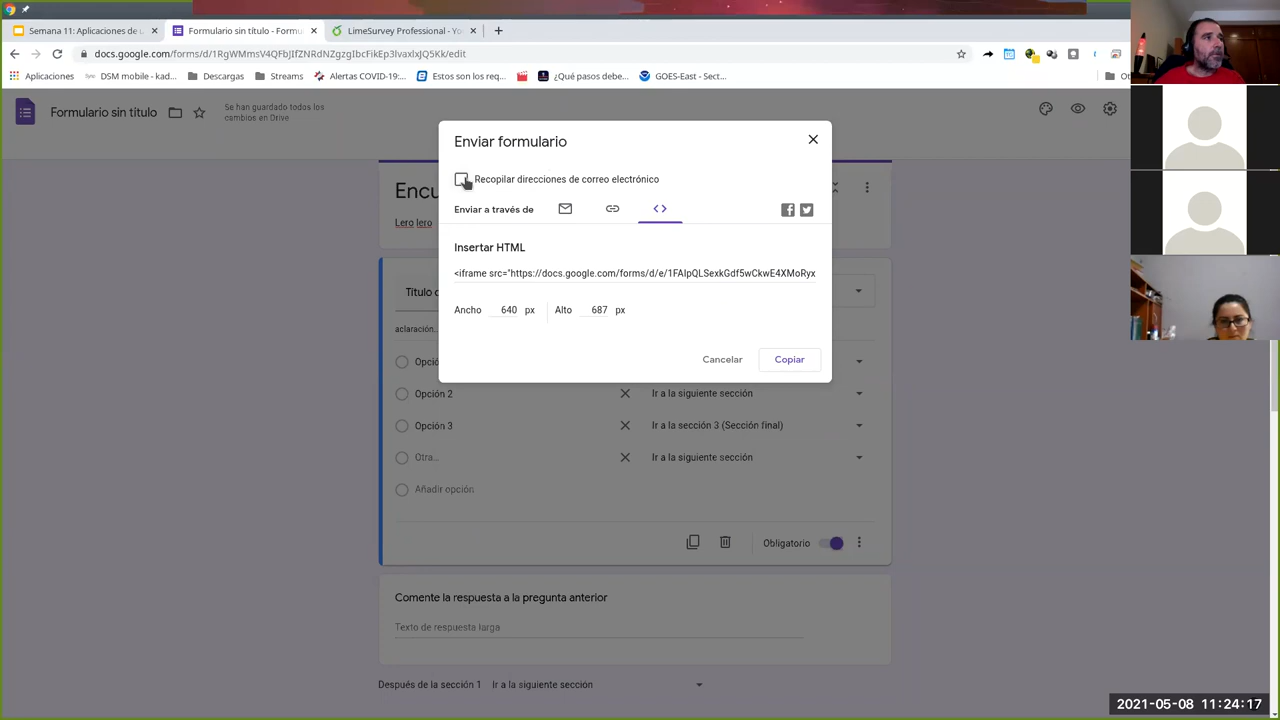 Semana 11: Aplicaciones de u
Formulario sin título - Formu
LimeSurvey Professional - Yo
docs.google.com/forms/d/1RgWMmsV4QFbJIfZNRdNZgzgIbcFikEp3lvaxlxJQ5Kk/edit
Aplicaciones
DSM mobile - kad...
Descargas
Streams
Alertas COVID-19:...
Estos son los req...
¿Qué pasos debe...
GOES-East - Sect...
Formulario sin título
Se han guardado todos los
cambios en Drive
Enviar formulario
Recopilar direcciones de correo electrónico
Enviar a través de
Insertar HTML
<iframe src="https://docs.google.com/forms/d/e/1FAIpQLSexkGdf5wCkwE4XMoRyx
Ancho 640 px Alto 687 px
Cancelar Copiar
Encu
Lero lero
Título d
aclaración...
Opció
Opción 2 Ir a la siguiente sección
Opción 3 Ir a la sección 3 (Sección final)
Otra... Ir a la siguiente sección
Añadir opción
Obligatorio
Comente la respuesta a la pregunta anterior
Texto de respuesta larga
Después de la sección 1 Ir a la siguiente sección
2021-05-08 11:24:17